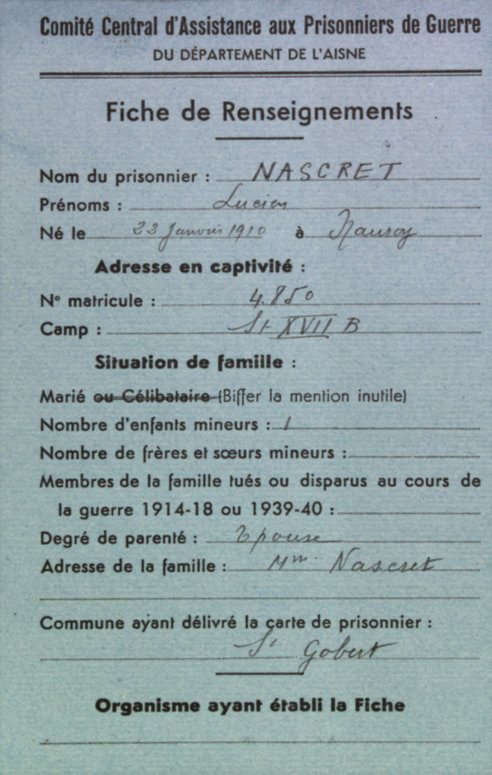 Comité Central d'Assistance aux Prisonniers de Guerre
DU DÉPARTEMENT DE L'AISNE
Fiche de Renseignements
Nom du prisonnier : NASCRET
Prénoms : Lucien
Né le 22 Janvier 1910 à Nauroy
Adresse en captivité :
N° matricule : 4.850
Camp : St XVII B
Situation de famille :
Marié ou Célibataire (Biffer la mention inutile)
Nombre d'enfants mineurs : 1
Nombre de frères et sœurs mineurs :
Membres de la famille tués ou disparus au cours de
la guerre 1914-18 ou 1939-40 :
Degré de parenté : Epouse
Adresse de la famille : Mme Nascret
Commune ayant délivré la carte de prisonnier :
St Gobert
Organisme ayant établi la Fiche